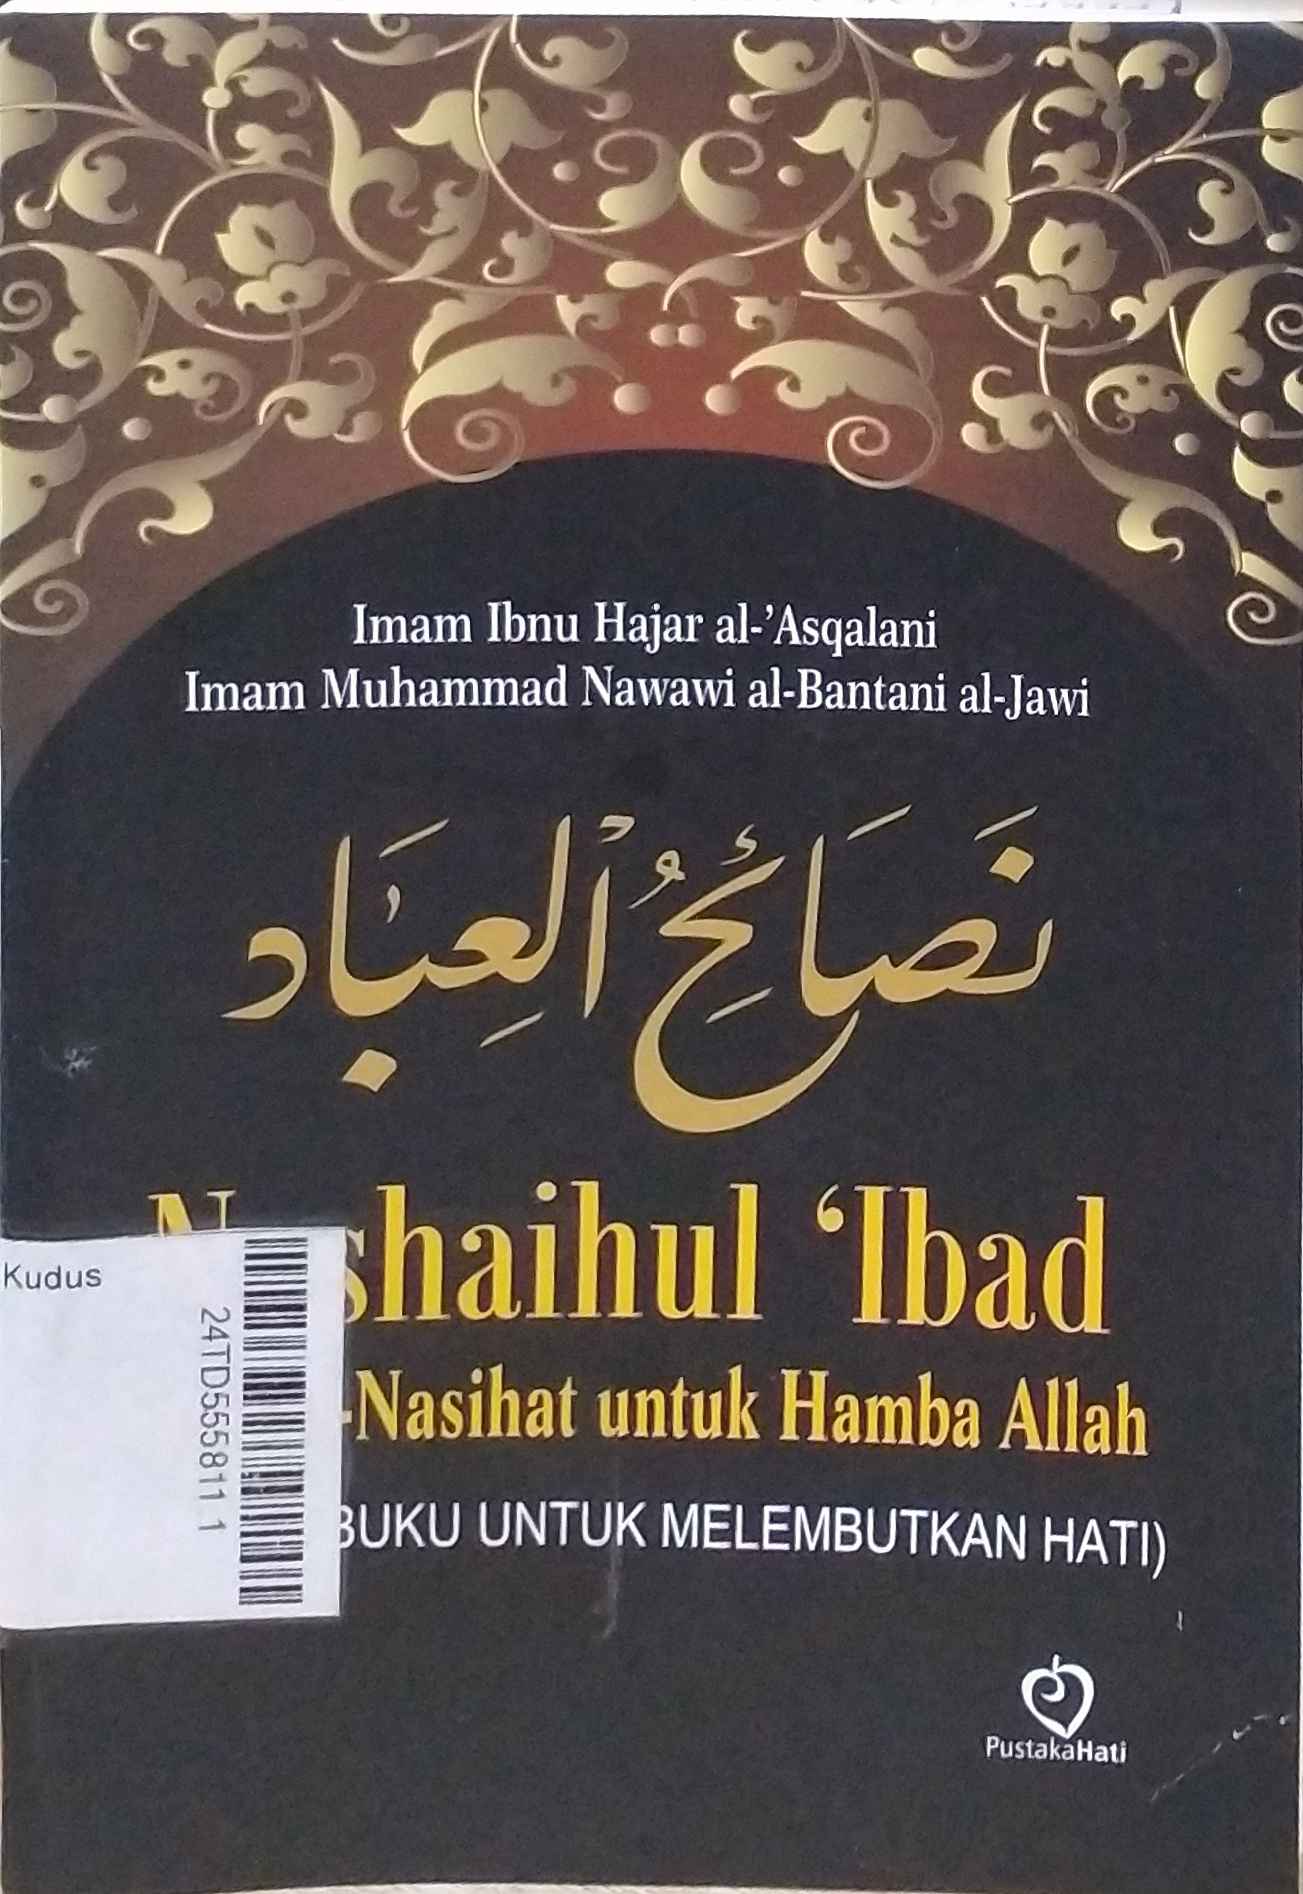 Imam Ibnu Hajar al-'Asqalani
Imam Muhammad Nawawi al-Bantani al-Jawi
نَصَائِحُ الْعِبَادِ
shaihul ‘Ibad
-Nasihat untuk Hamba Allah
BUKU UNTUK MELEMBUTKAN HATI)
Kudus
24TD555811 1
PustakaHati